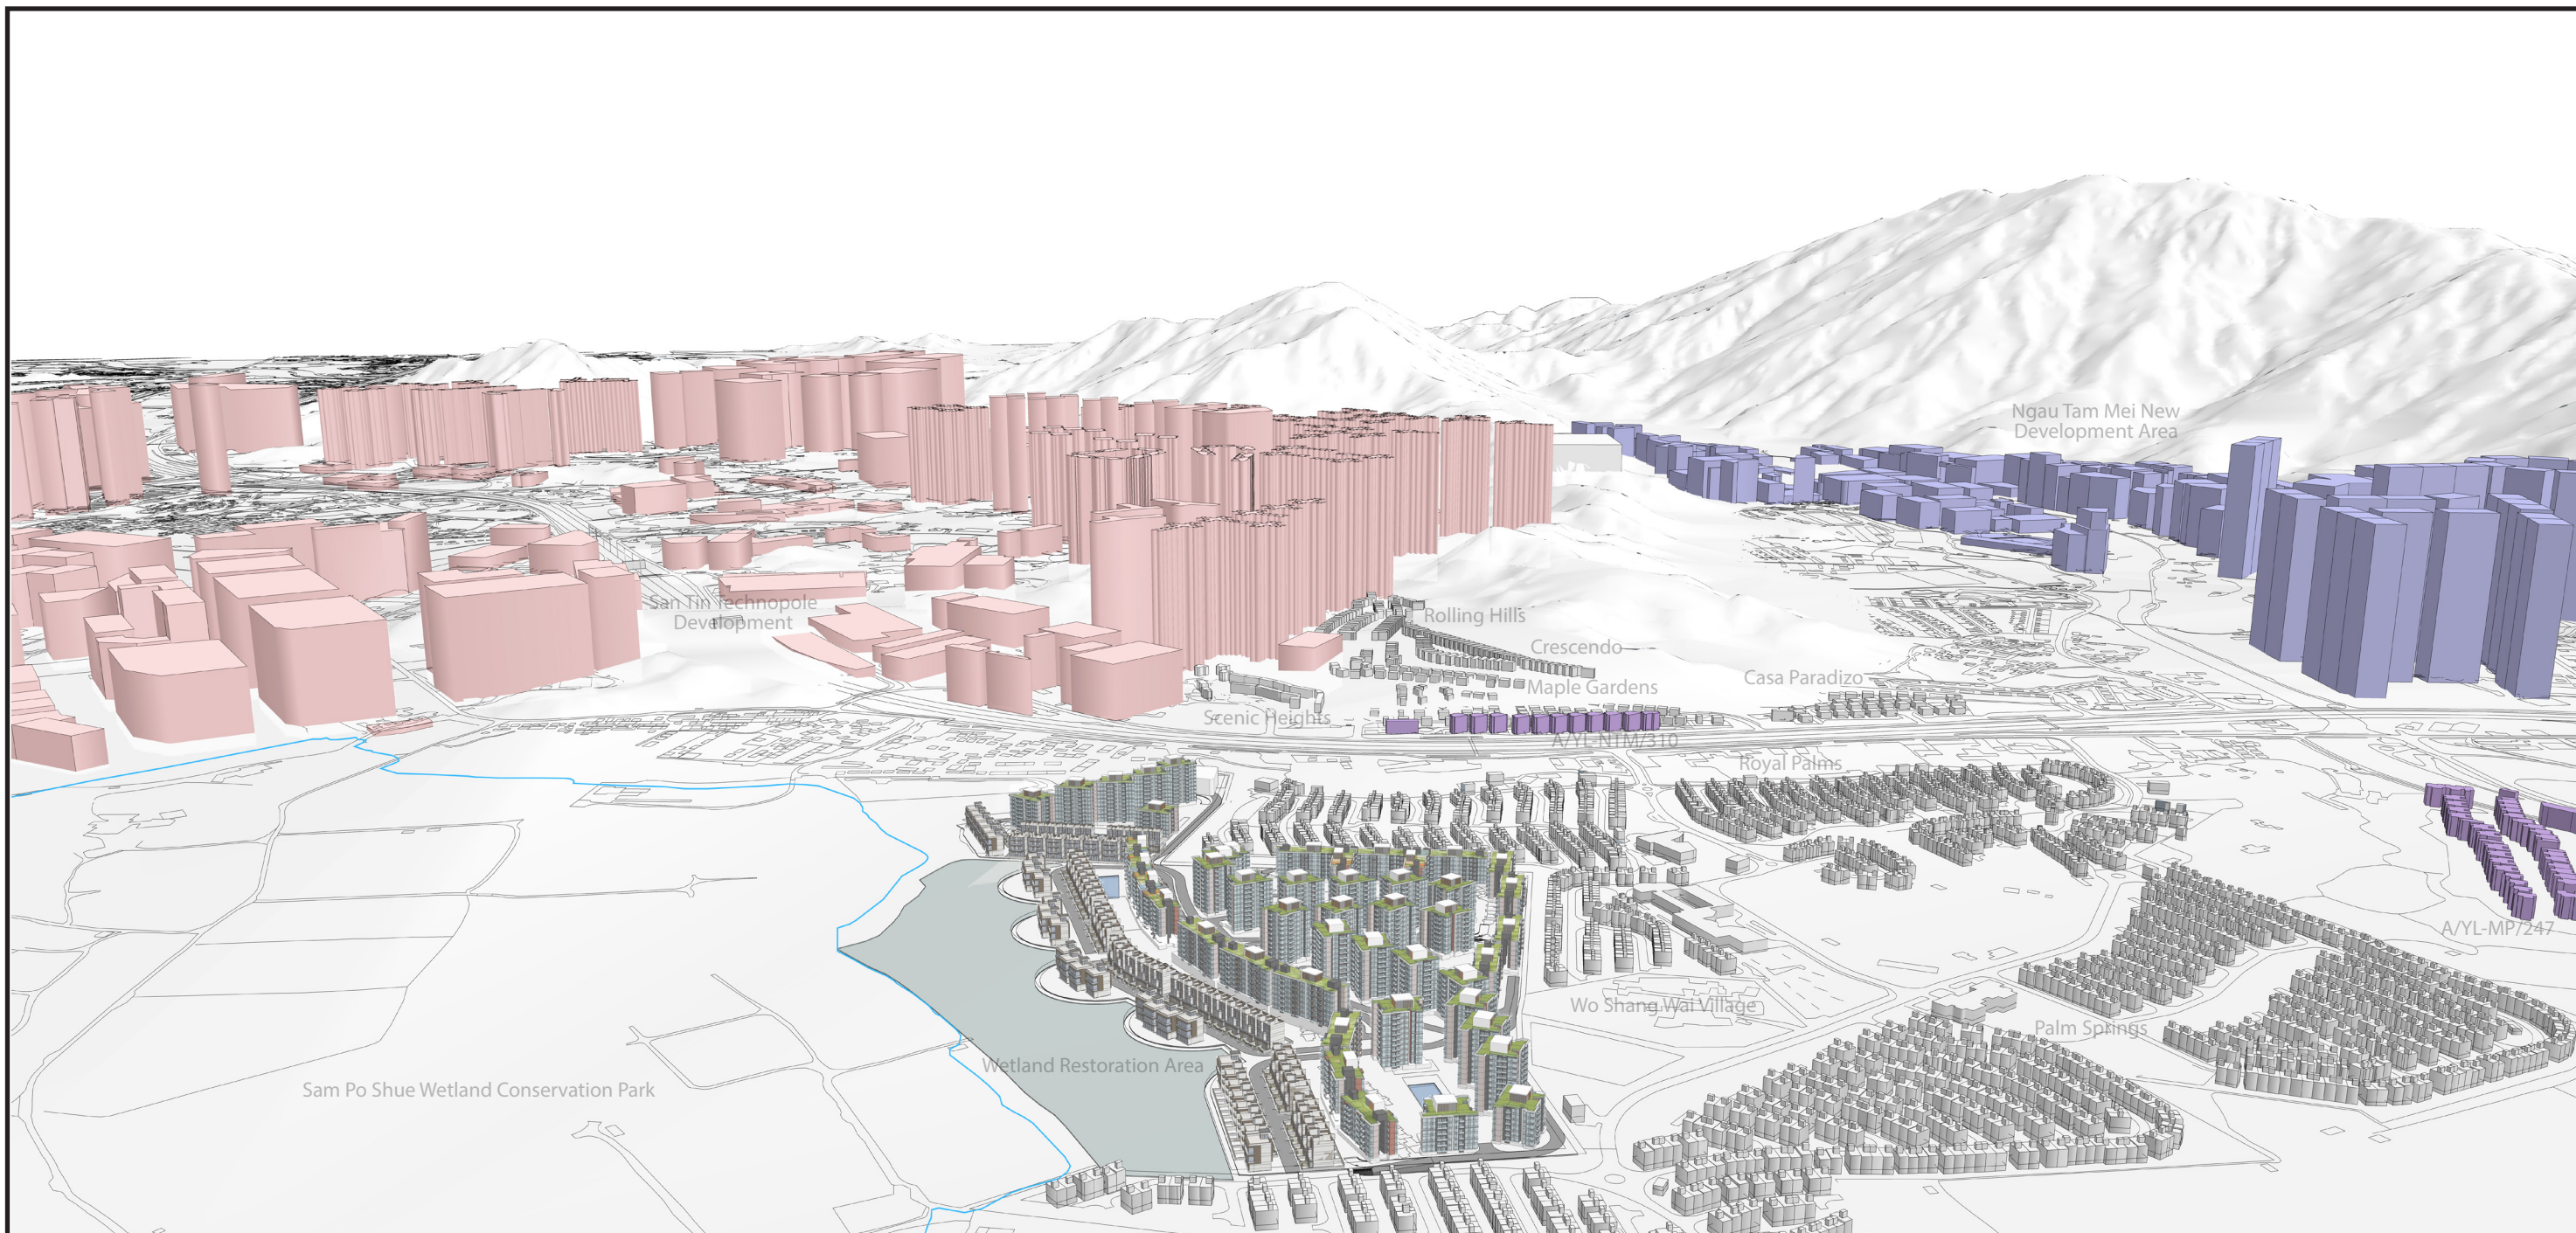 Ngau Tam Mei New
Development Area
San Tin Technopole
Development
Rolling Hills
Crescendo
Casa Paradizo
Maple Gardens
Scenic Heights
A/YL-NTM/310
Royal Palms
A/YL-MP/247
Wo Shang Wai Village
Palm Springs
Wetland Restoration Area
Sam Po Shue Wetland Conservation Park